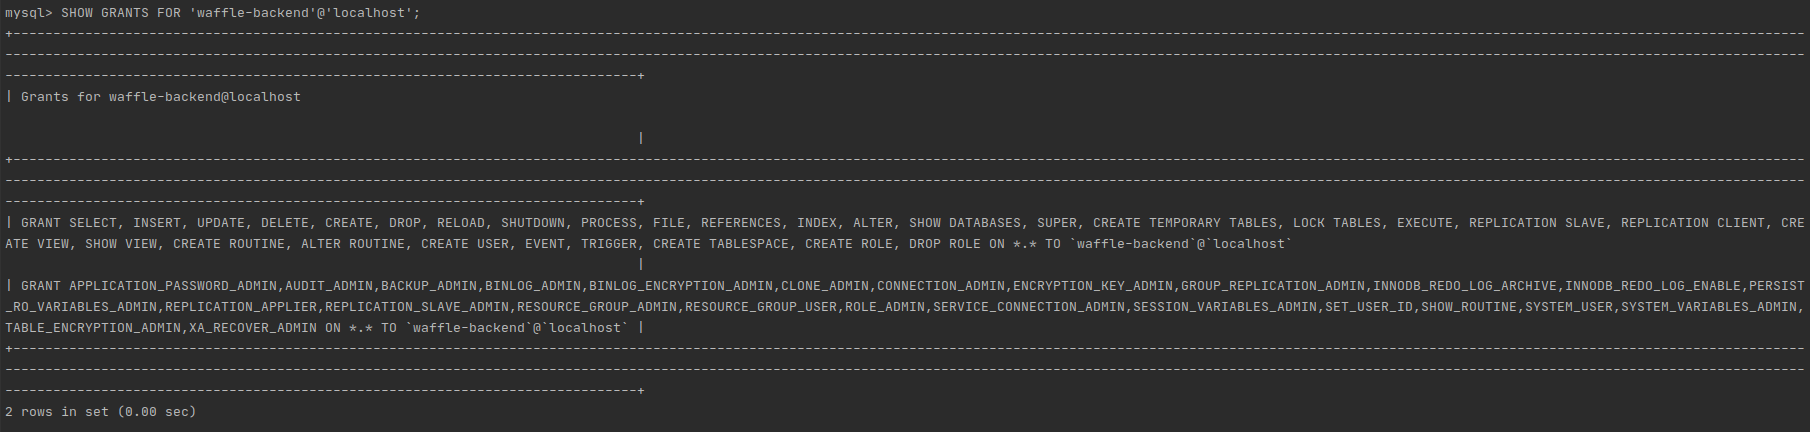 mysql> SHOW GRANTS FOR 'waffle-backend'@'localhost';
| Grants for waffle-backend@localhost
|
| GRANT SELECT, INSERT, UPDATE, DELETE, CREATE, DROP, RELOAD, SHUTDOWN, PROCESS, FILE, REFERENCES, INDEX, ALTER, SHOW DATABASES, SUPER, CREATE TEMPORARY TABLES, LOCK TABLES, EXECUTE, REPLICATION SLAVE, REPLICATION CLIENT, CRE
ATE VIEW, SHOW VIEW, CREATE ROUTINE, ALTER ROUTINE, CREATE USER, EVENT, TRIGGER, CREATE TABLESPACE, CREATE ROLE, DROP ROLE ON *.* TO `waffle-backend`@`localhost`
|
| GRANT APPLICATION_PASSWORD_ADMIN,AUDIT_ADMIN,BACKUP_ADMIN,BINLOG_ADMIN,BINLOG_ENCRYPTION_ADMIN,CLONE_ADMIN,CONNECTION_ADMIN,ENCRYPTION_KEY_ADMIN,GROUP_REPLICATION_ADMIN,INNODB_REDO_LOG_ARCHIVE,INNODB_REDO_LOG_ENABLE,PERSIST
_RO_VARIABLES_ADMIN,REPLICATION_APPLIER,REPLICATION_SLAVE_ADMIN,RESOURCE_GROUP_ADMIN,RESOURCE_GROUP_USER,ROLE_ADMIN,SERVICE_CONNECTION_ADMIN,SESSION_VARIABLES_ADMIN,SET_USER_ID,SHOW_ROUTINE,SYSTEM_USER,SYSTEM_VARIABLES_ADMIN,
TABLE_ENCRYPTION_ADMIN,XA_RECOVER_ADMIN ON *.* TO `waffle-backend`@`localhost` |
2 rows in set (0.00 sec)